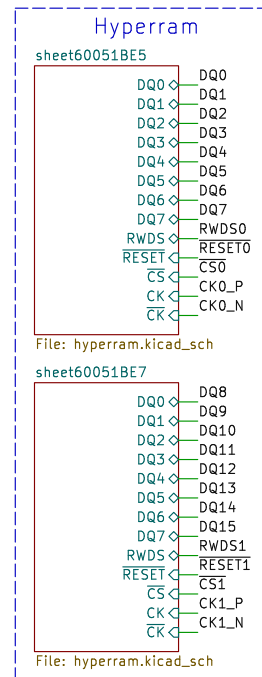 Hyperram
sheet60051BE5
DQ0 DQ0
DQ1 DQ1
DQ2 DQ2
DQ3 DQ3
DQ4 DQ4
DQ5 DQ5
DQ6 DQ6
DQ7 DQ7
RWDS RWDS0
RESET RESET0
CS CS0
CK CK0_P
CK CK0_N
File: hyperram.kicad_sch
sheet60051BE7
DQ0 DQ8
DQ1 DQ9
DQ2 DQ10
DQ3 DQ11
DQ4 DQ12
DQ5 DQ13
DQ6 DQ14
DQ7 DQ15
RWDS RWDS1
RESET RESET1
CS CS1
CK CK1_P
CK CK1_N
File: hyperram.kicad_sch